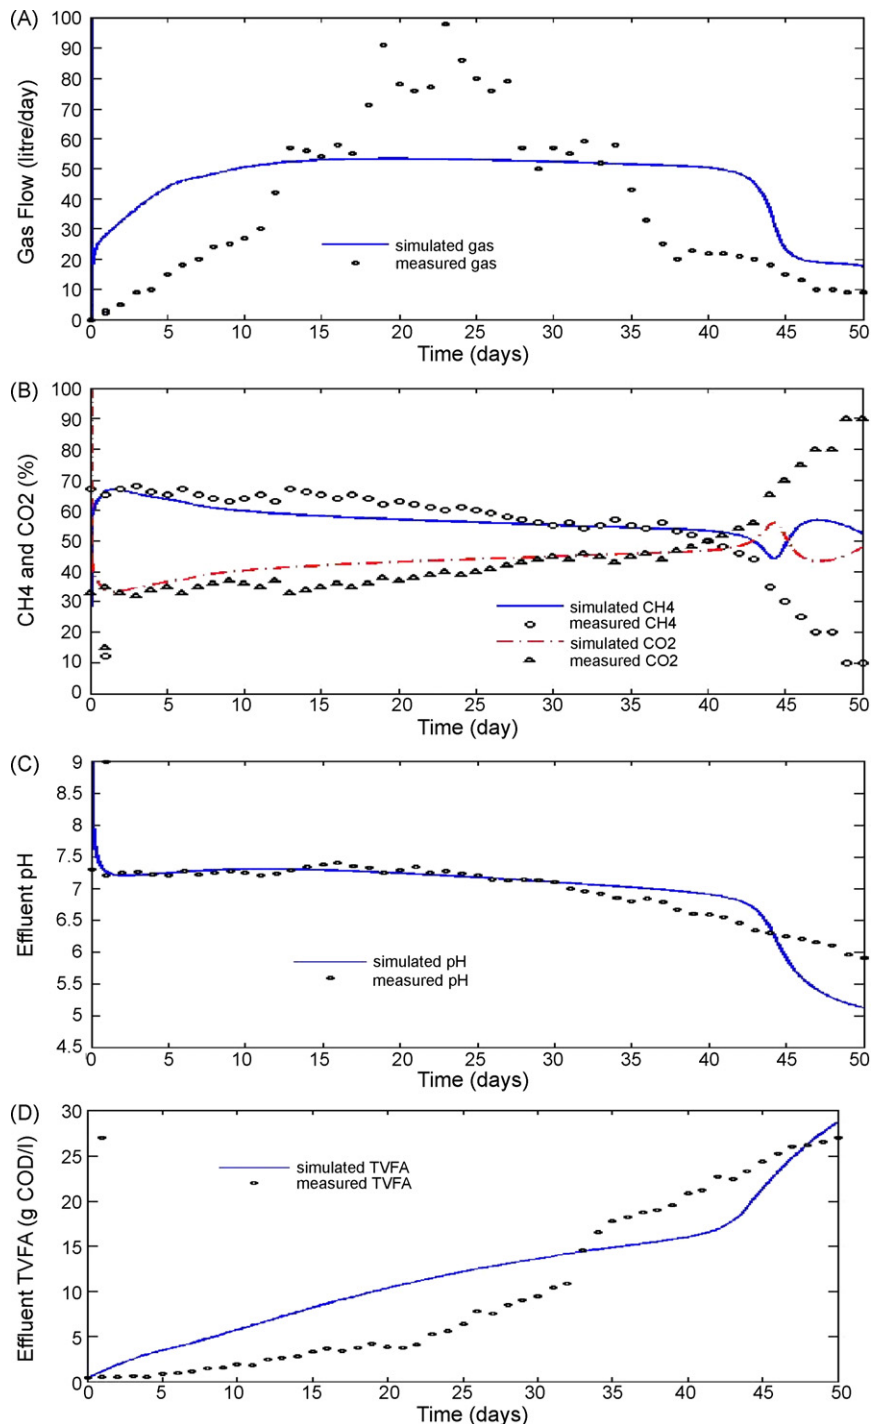 (A)
100
90
80
70
60
50
40
30
20
10
0
Gas Flow (litre/day)
simulated gas
measured gas
0 5 10 15 20 25 30 35 40 45 50
Time (days)
(B)
100
90
80
70
60
50
40
30
20
10
0
CH4 and CO2 (%)
simulated CH4
measured CH4
simulated CO2
measured CO2
0 5 10 15 20 25 30 35 40 45 50
Time (day)
(C)
9
8.5
8
7.5
7
6.5
6
5.5
5
4.5
Effluent pH
simulated pH
measured pH
0 5 10 15 20 25 30 35 40 45 50
Time (days)
(D)
30
25
20
15
10
5
0
Effluent TVFA (g COD/l)
simulated TVFA
measured TVFA
0 5 10 15 20 25 30 35 40 45 50
Time (days)